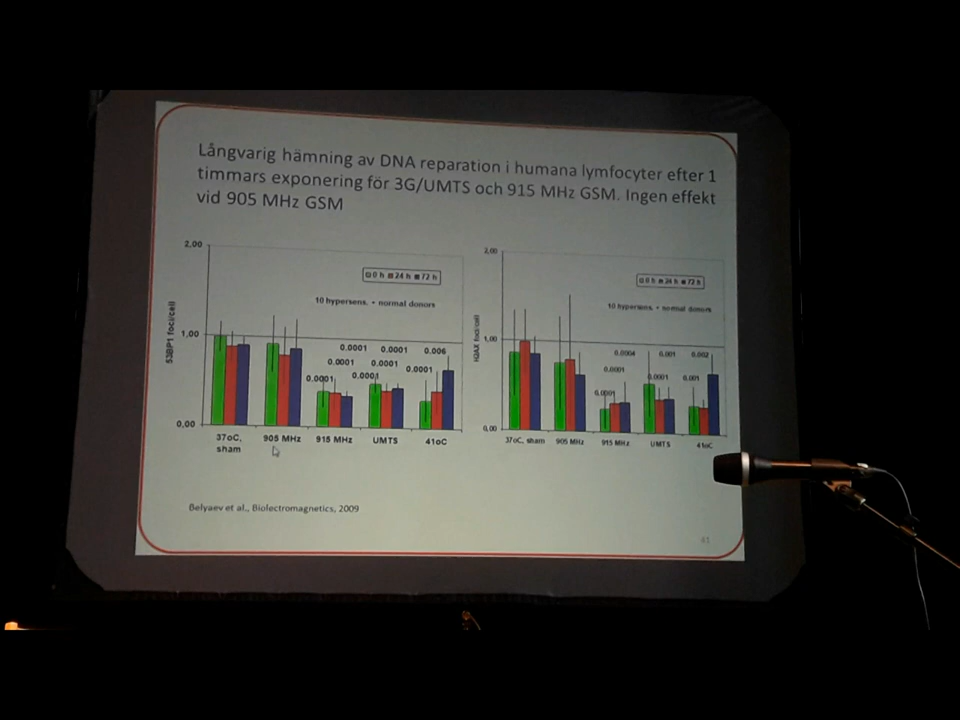 Långvarig hämning av DNA reparation i humana lymfocyter efter 1
timmars exponering för 3G/UMTS och 915 MHz GSM. Ingen effekt
vid 905 MHz GSM
2,00
0 h 24 h 72 h
10 hypersens. + normal donors
53BP1 foci/cell
1,00
0.0001 0.0001 0.006
0.0001 0.0001 0.0001
0.0001 0.0001
0,00
37oC, sham 905 MHz 915 MHz UMTS 41oC
2,00
0 h 24 h 72 h
10 hypersens. + normal donors
H2AX foci/cell
1,00
0.0004 0.001 0.002
0.0001 0.0001 0.001
0.0001
0,00
37oC, sham 905 MHz 915 MHz UMTS 41oC
Belyaev et al., Biolectromagnetics, 2009